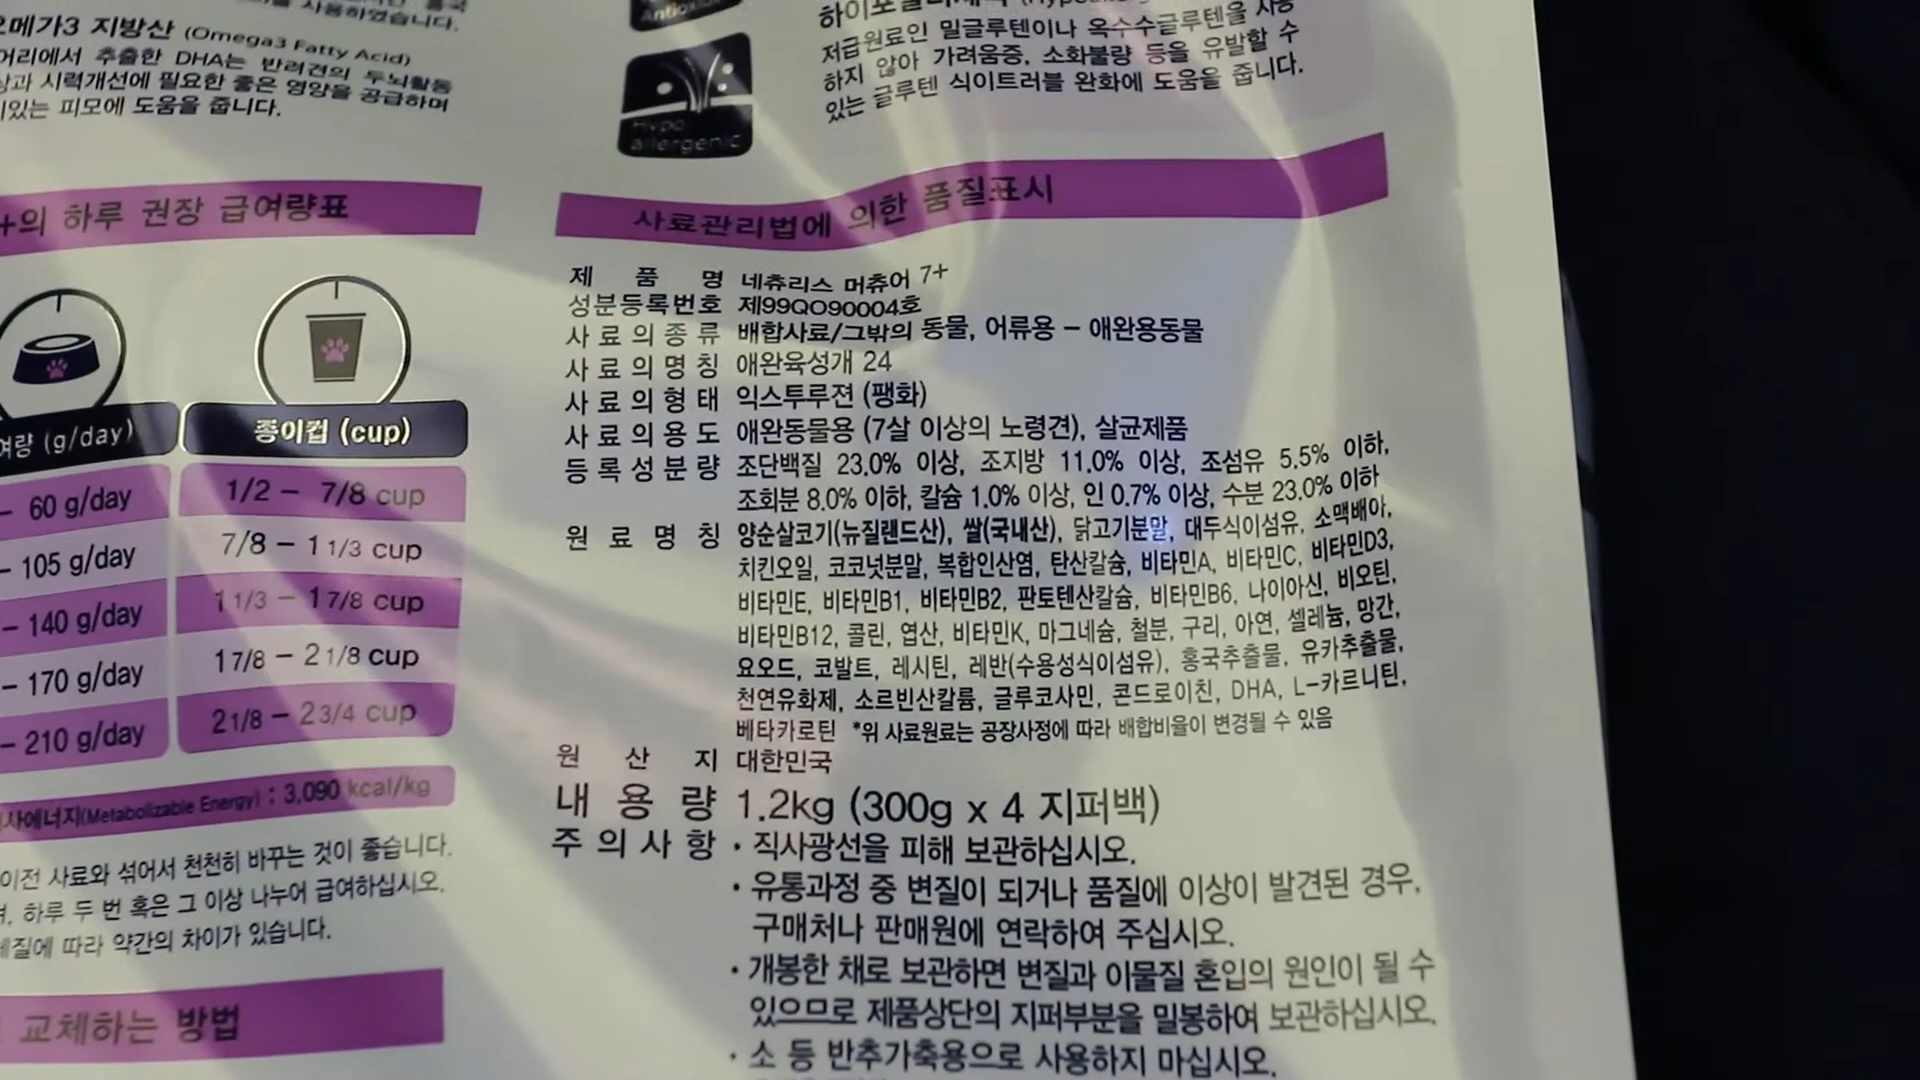 사용하였습니다.
오메가3 지방산 (Omega3 Fatty Acid)
추출한 DHA는 반려견의 두뇌활동
시력개선에 필요한 좋은 영양을 공급하며
피모에 도움을 줍니다.
저급원료인 밀글루텐이나 옥수수글루텐을 사용
하지 않아 가려움증, 소화불량 등을 유발할 수
있는 글루텐 식이트러블 완화에 도움을 줍니다.
Hypo
allergenic
+의 하루 권장 급여량표
(g/day)
종이컵 (cup)
– 60 g/day
1/2 – 7/8 cup
– 105 g/day
7/8 – 1 1/3 cup
– 140 g/day
1 1/3 – 1 7/8 cup
– 170 g/day
1 7/8 – 2 1/8 cup
– 210 g/day
2 1/8 – 2 3/4 cup
사에너지(Metabolizable Energy) : 3,090 kcal/kg
이전 사료와 섞어서 천천히 바꾸는 것이 좋습니다.
하루 두 번 혹은 그 이상 나누어 급여하십시오.
따라 약간의 차이가 있습니다.
교체하는 방법
사료관리법에 의한 품질표시
제품명 네츄리스 머츄어 7+
성분등록번호 제99QO90004호
사료의종류 배합사료/그밖의 동물, 어류용 – 애완용동물
사료의명칭 애완육성개 24
사료의형태 익스투루젼 (팽화)
사료의용도 애완동물용 (7살 이상의 노령견), 살균제품
등록성분량 조단백질 23.0% 이상, 조지방 11.0% 이상, 조섬유 5.5% 이하,
조회분 8.0% 이하, 칼슘 1.0% 이상, 인 0.7% 이상, 수분 23.0% 이하
원료명칭 양순살코기(뉴질랜드산), 쌀(국내산), 닭고기분말, 대두식이섬유, 소맥배아,
치킨오일, 코코넛분말, 복합인산염, 탄산칼슘, 비타민A, 비타민C, 비타민D3,
비타민E, 비타민B1, 비타민B2, 판토텐산칼슘, 비타민B6, 나이아신, 비오틴,
비타민B12, 콜린, 엽산, 비타민K, 마그네슘, 철분, 구리, 아연, 셀레늄, 망간,
요오드, 코발트, 레시틴, 레반(수용성식이섬유), 홍국추출물, 유카추출물,
천연유화제, 소르빈산칼륨, 글루코사민, 콘드로이친, DHA, L-카르니틴,
베타카로틴 *위 사료원료는 공장사정에 따라 배합비율이 변경될 수 있음
원산지 대한민국
내용량 1.2kg (300g x 4 지퍼백)
주의사항 • 직사광선을 피해 보관하십시오.
• 유통과정 중 변질이 되거나 품질에 이상이 발견된 경우,
구매처나 판매원에 연락하여 주십시오.
• 개봉한 채로 보관하면 변질과 이물질 혼입의 원인이 될 수
있으므로 제품상단의 지퍼부분을 밀봉하여 보관하십시오.
• 소 등 반추가축용으로 사용하지 마십시오.